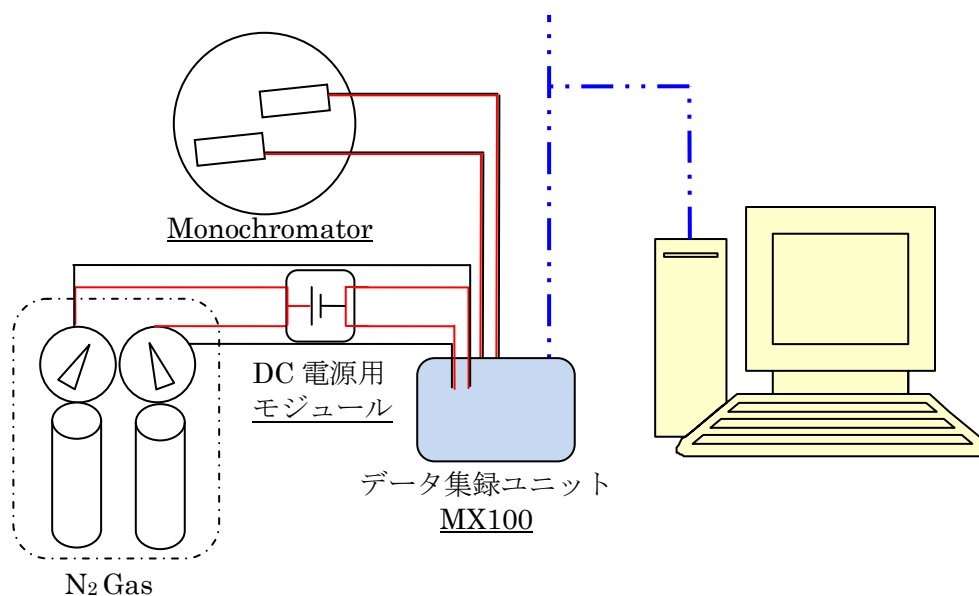 Monochromator
DC 電源用
モジュール
データ集録ユニット
MX100
N₂ Gas